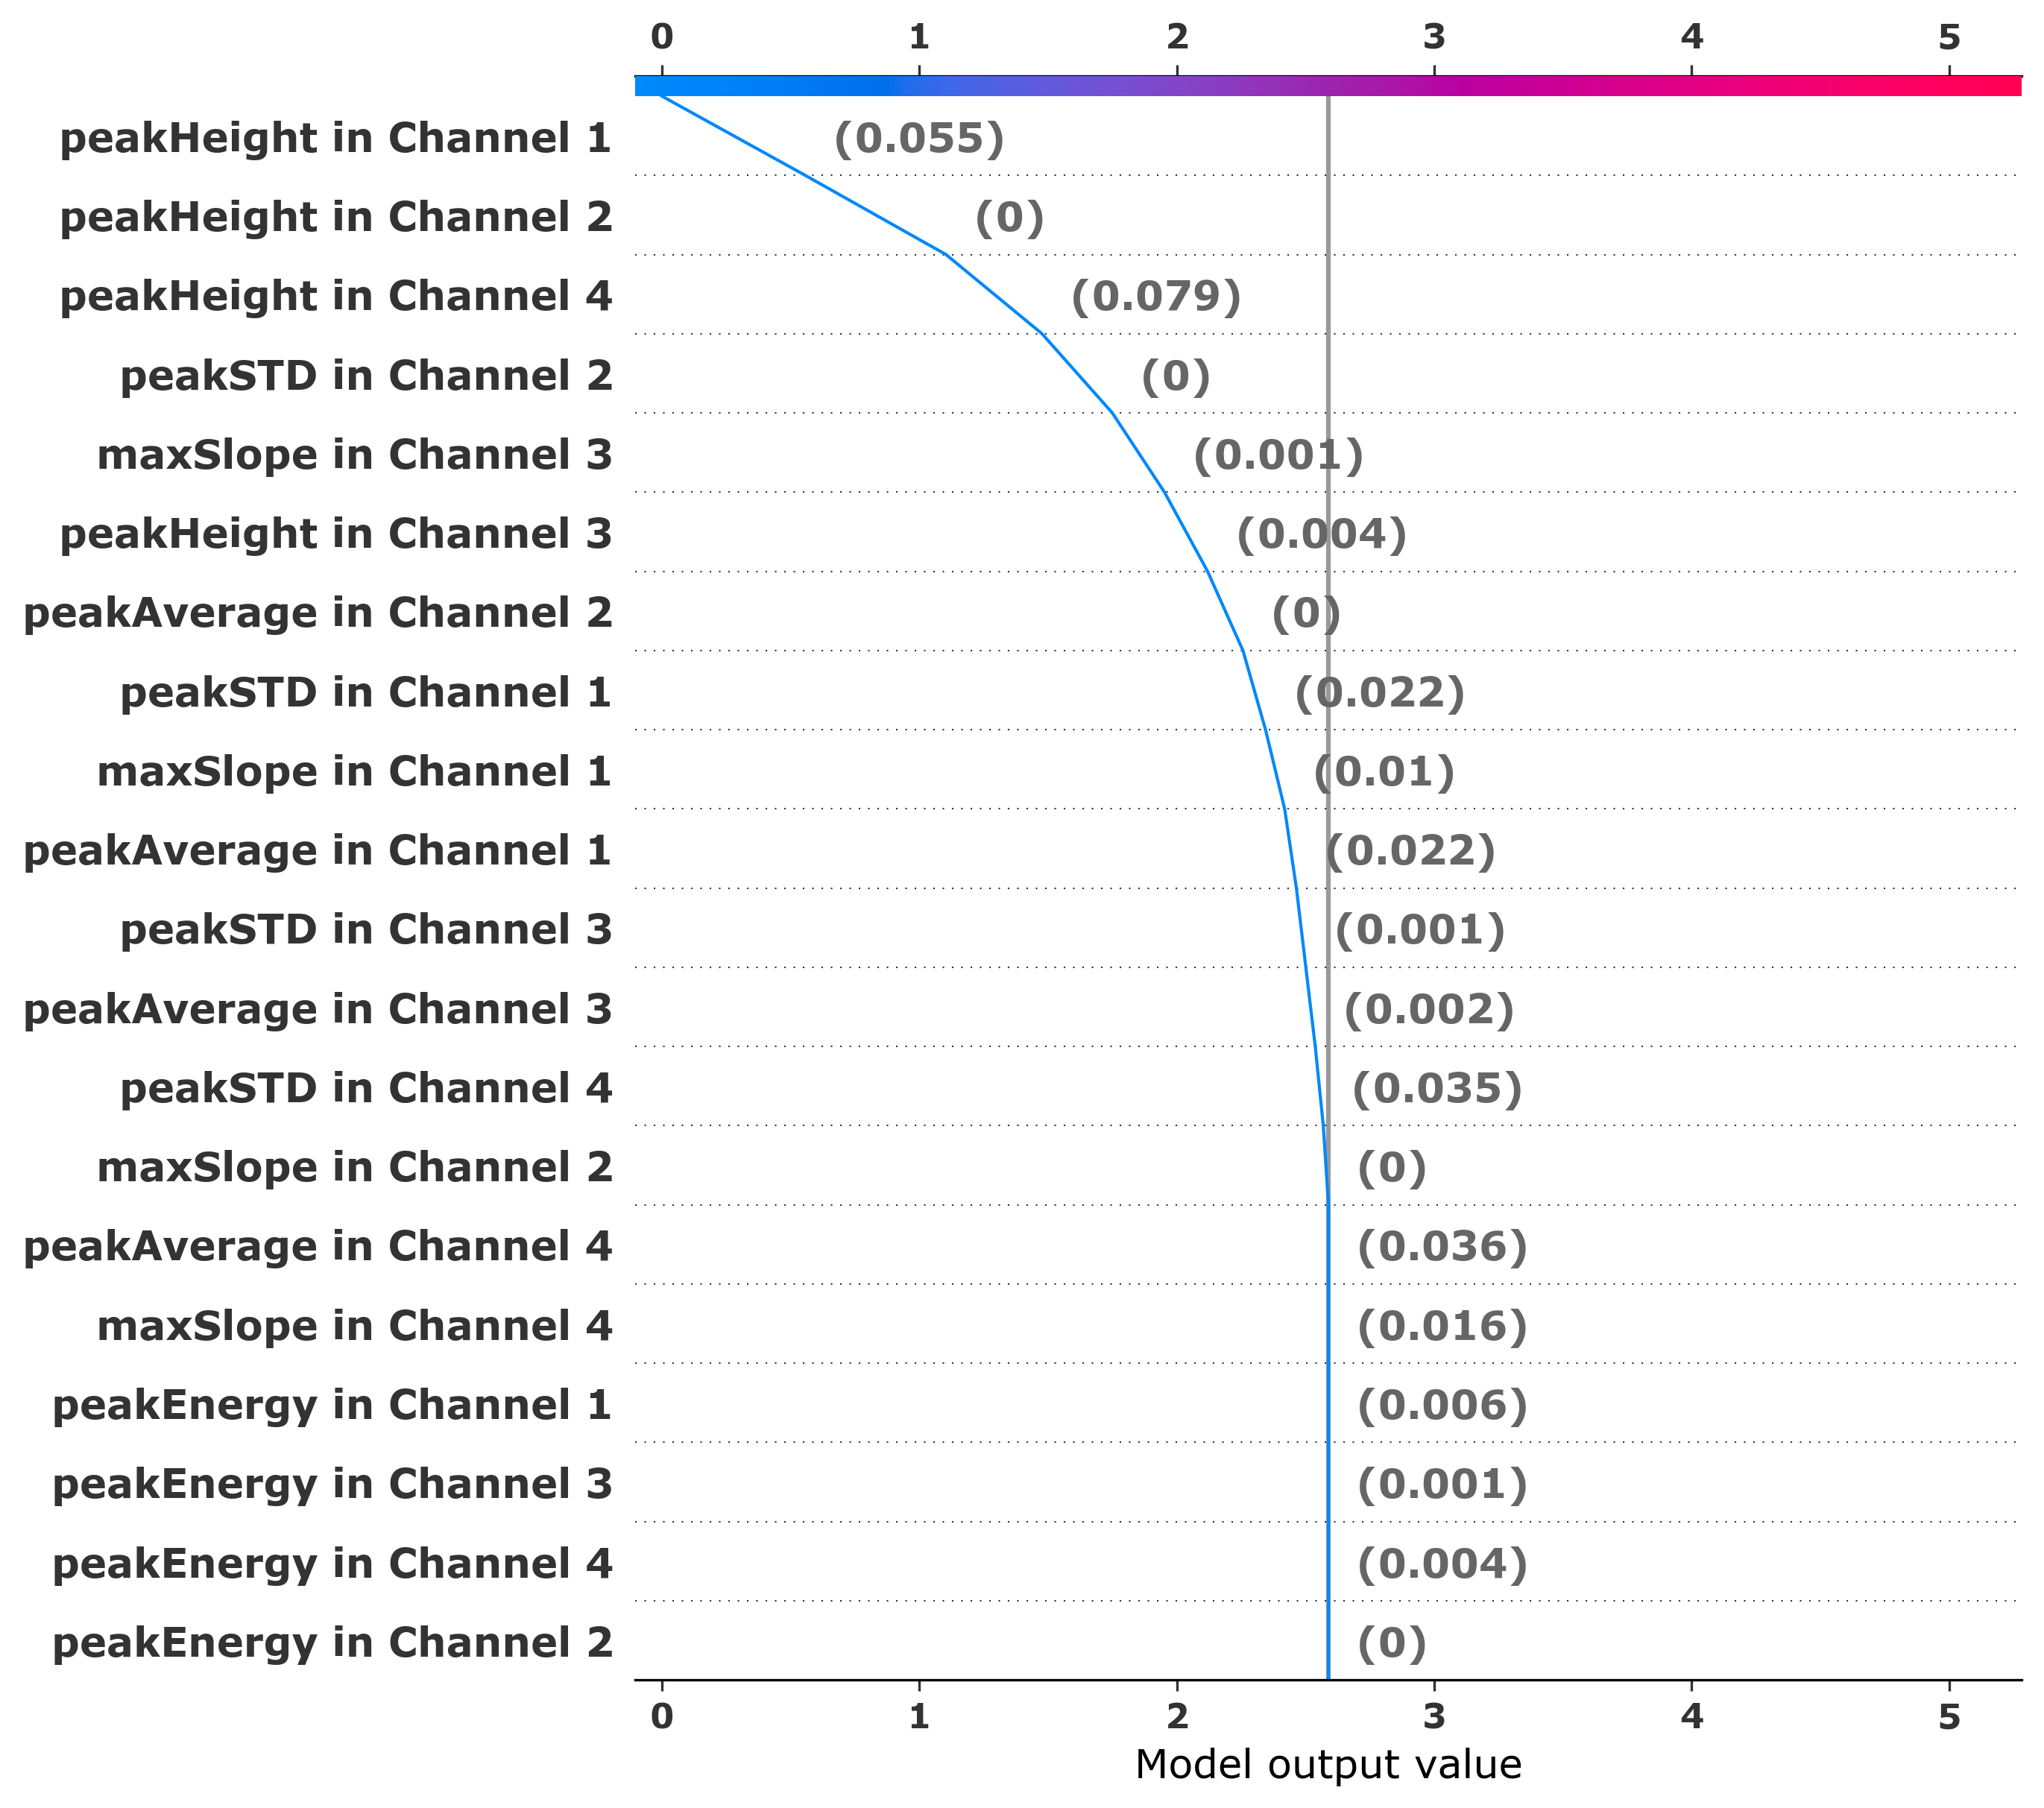 0 1 2 3 4 5
peakHeight in Channel 1 (0.055)
peakHeight in Channel 2 (0)
peakHeight in Channel 4 (0.079)
peakSTD in Channel 2 (0)
maxSlope in Channel 3 (0.001)
peakHeight in Channel 3 (0.004)
peakAverage in Channel 2 (0)
peakSTD in Channel 1 (0.022)
maxSlope in Channel 1 (0.01)
peakAverage in Channel 1 (0.022)
peakSTD in Channel 3 (0.001)
peakAverage in Channel 3 (0.002)
peakSTD in Channel 4 (0.035)
maxSlope in Channel 2 (0)
peakAverage in Channel 4 (0.036)
maxSlope in Channel 4 (0.016)
peakEnergy in Channel 1 (0.006)
peakEnergy in Channel 3 (0.001)
peakEnergy in Channel 4 (0.004)
peakEnergy in Channel 2 (0)
0 1 2 3 4 5
Model output value